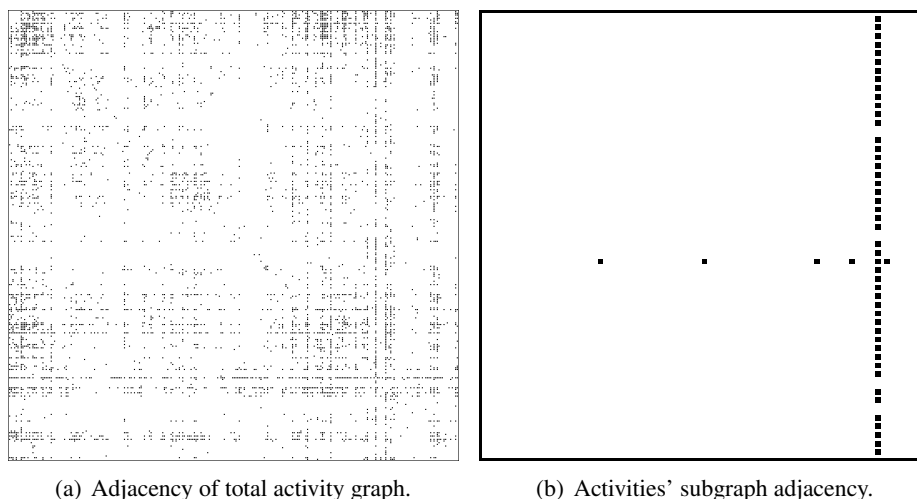 (a) Adjacency of total activity graph.
(b) Activities' subgraph adjacency.